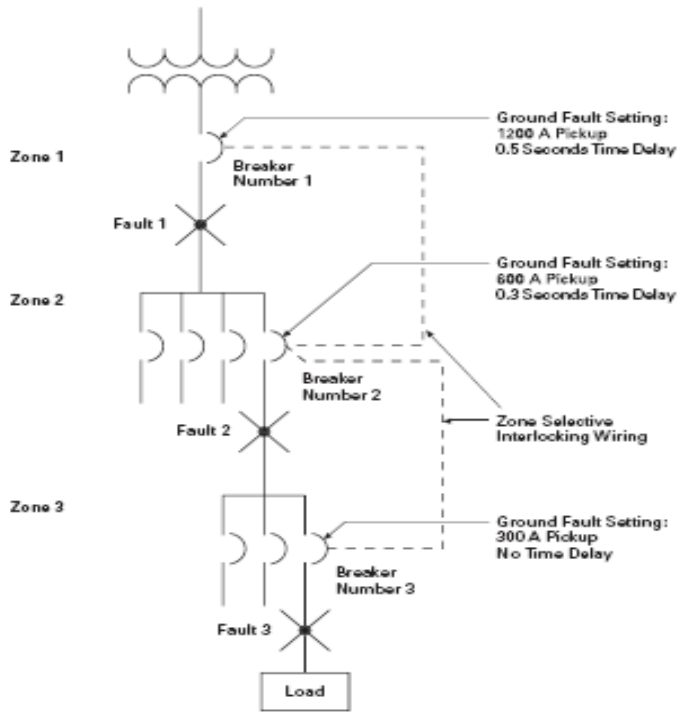 Ground Fault Setting:
1200 A Pickup
0.5 Seconds Time Delay
Zone 1
Breaker
Number 1
Fault 1
Ground Fault Setting:
600 A Pickup
0.3 Seconds Time Delay
Zone 2
Breaker
Number 2
Fault 2
Zone Selective
Interlocking Wiring
Zone 3
Ground Fault Setting:
300 A Pickup
No Time Delay
Breaker
Number 3
Fault 3
Load